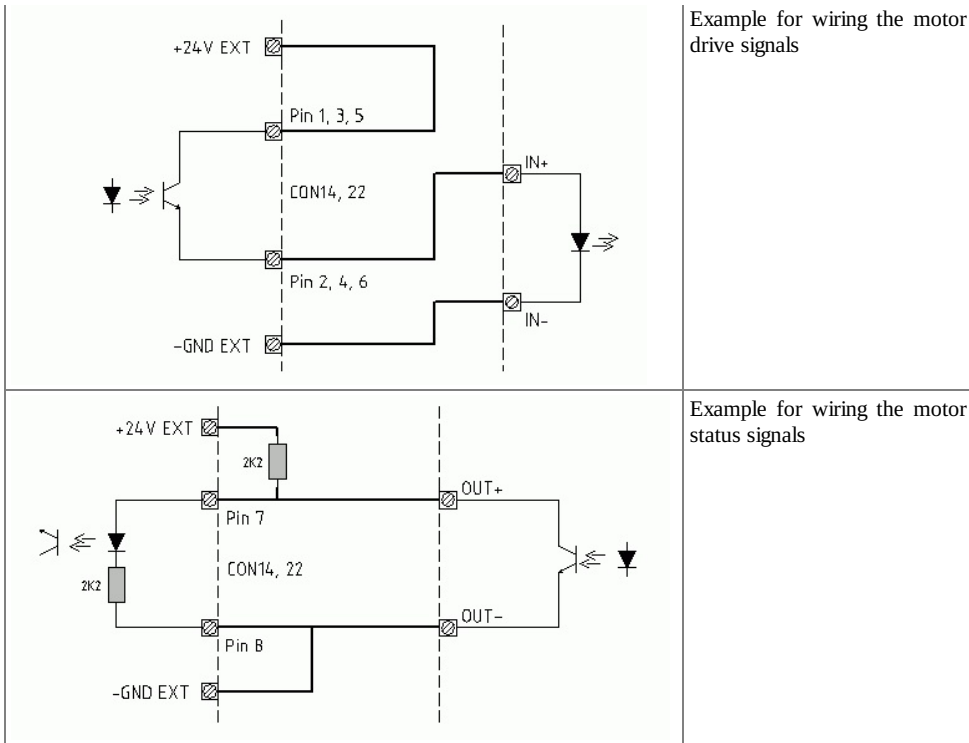 +24V EXT
Pin 1, 3, 5
IN+
CON14, 22
Pin 2, 4, 6
IN-
-GND EXT
Example for wiring the motor
drive signals
+24V EXT
2K2
OUT+
Pin 7
CON14, 22
2K2
OUT-
Pin 8
-GND EXT
Example for wiring the motor
status signals